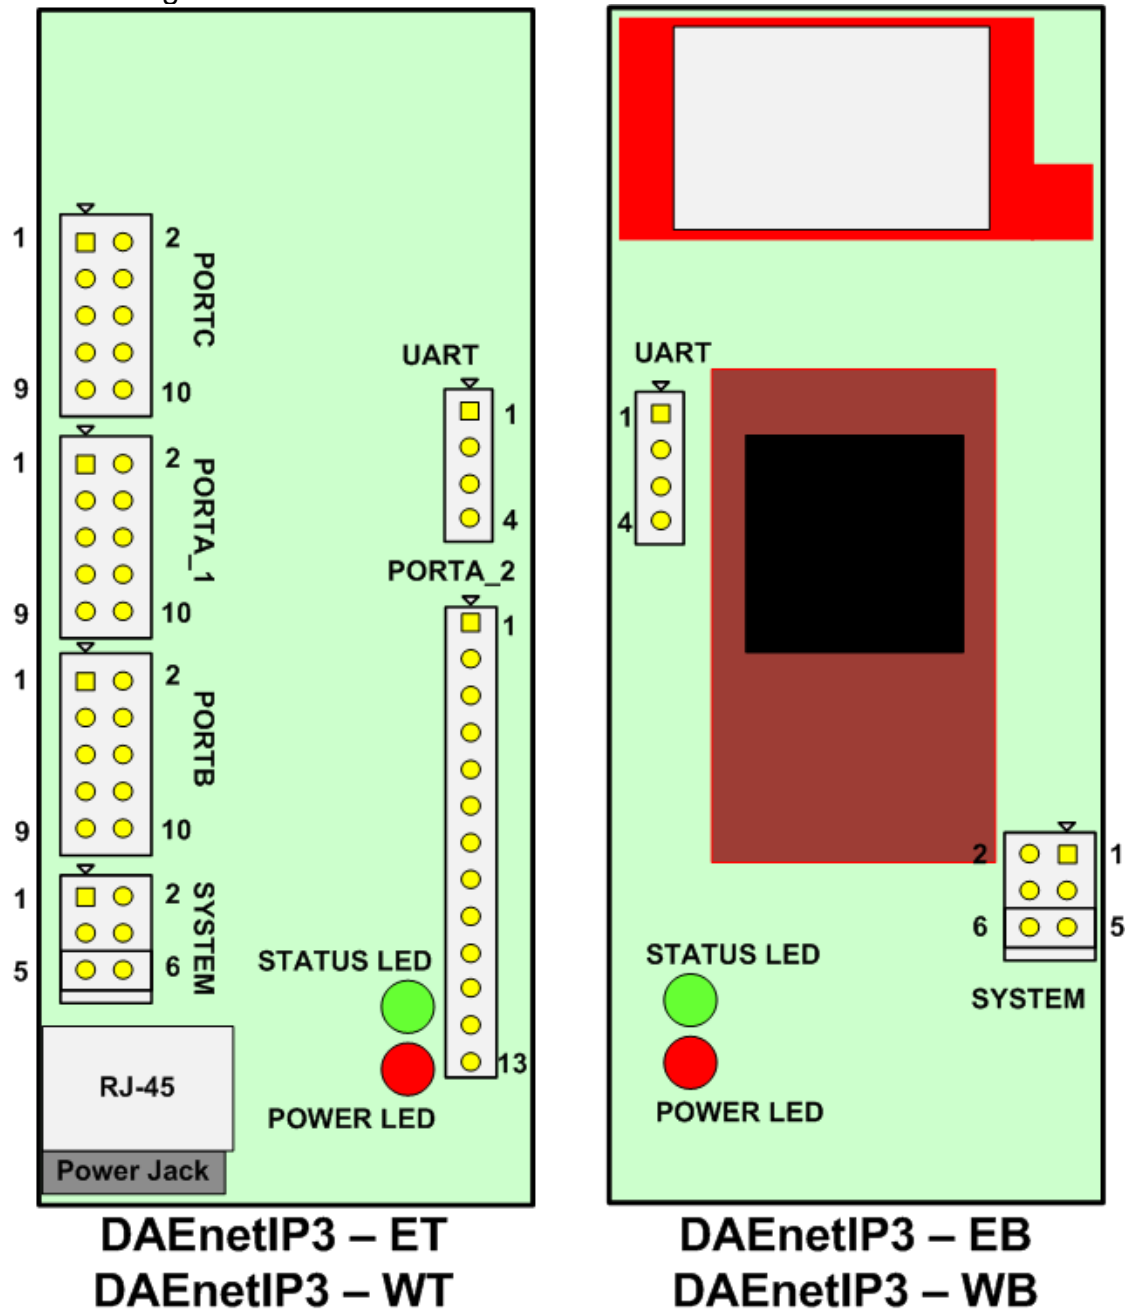 1
2
PORTC
9
10
1
2
PORTA_1
9
10
1
2
PORTB
9
10
1
2
SYSTEM
5
6
UART
1
4
PORTA_2
1
13
STATUS LED
POWER LED
RJ-45
Power Jack
DAEnetIP3 – ET
DAEnetIP3 – WT
UART
1
4
2
1
6
5
SYSTEM
STATUS LED
POWER LED
DAEnetIP3 – EB
DAEnetIP3 – WB